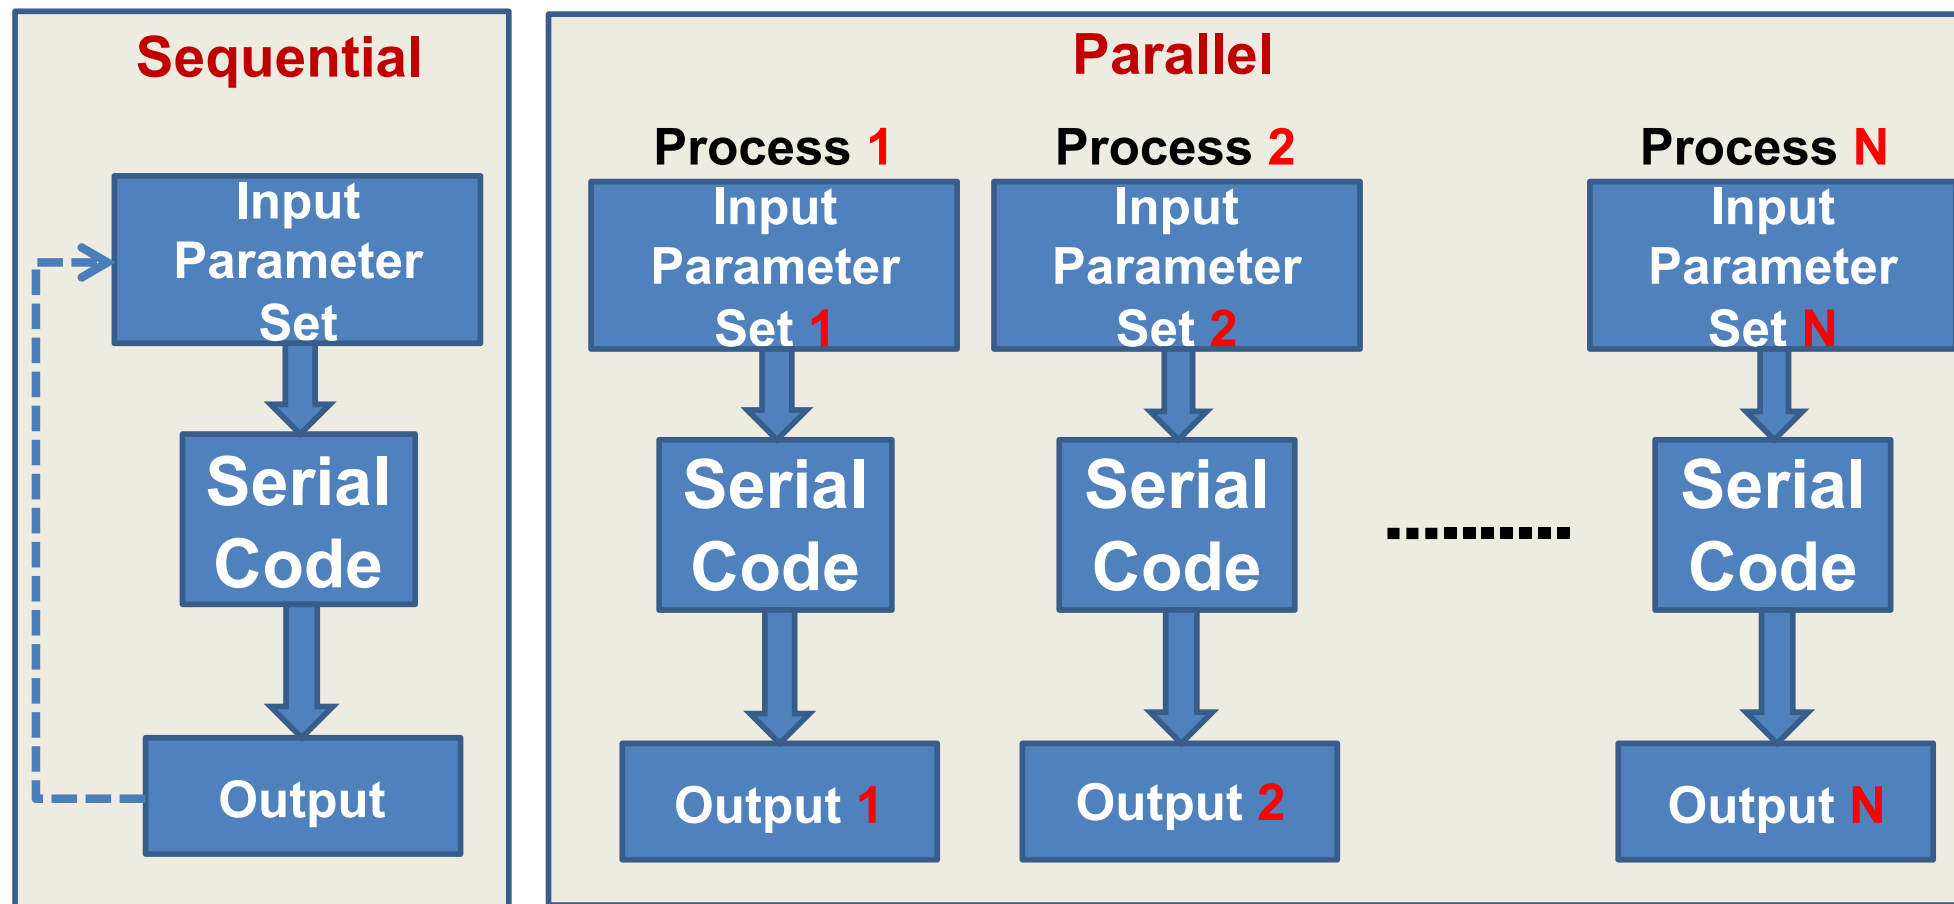 Sequential
Input
Parameter
Set
Serial
Code
Output
Parallel
Process 1
Input
Parameter
Set 1
Serial
Code
Output 1
Process 2
Input
Parameter
Set 2
Serial
Code
Output 2
Process N
Input
Parameter
Set N
Serial
Code
Output N